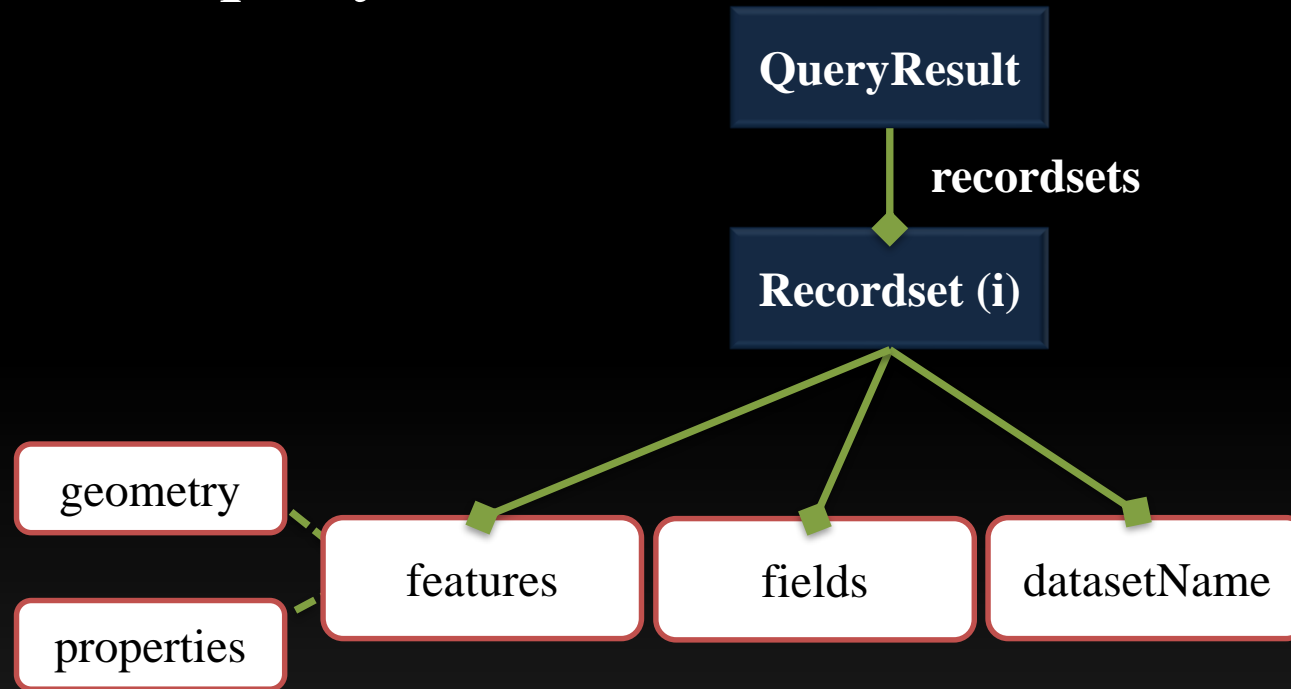 QueryResult
recordsets
Recordset (i)
geometry
features
fields
datasetName
properties